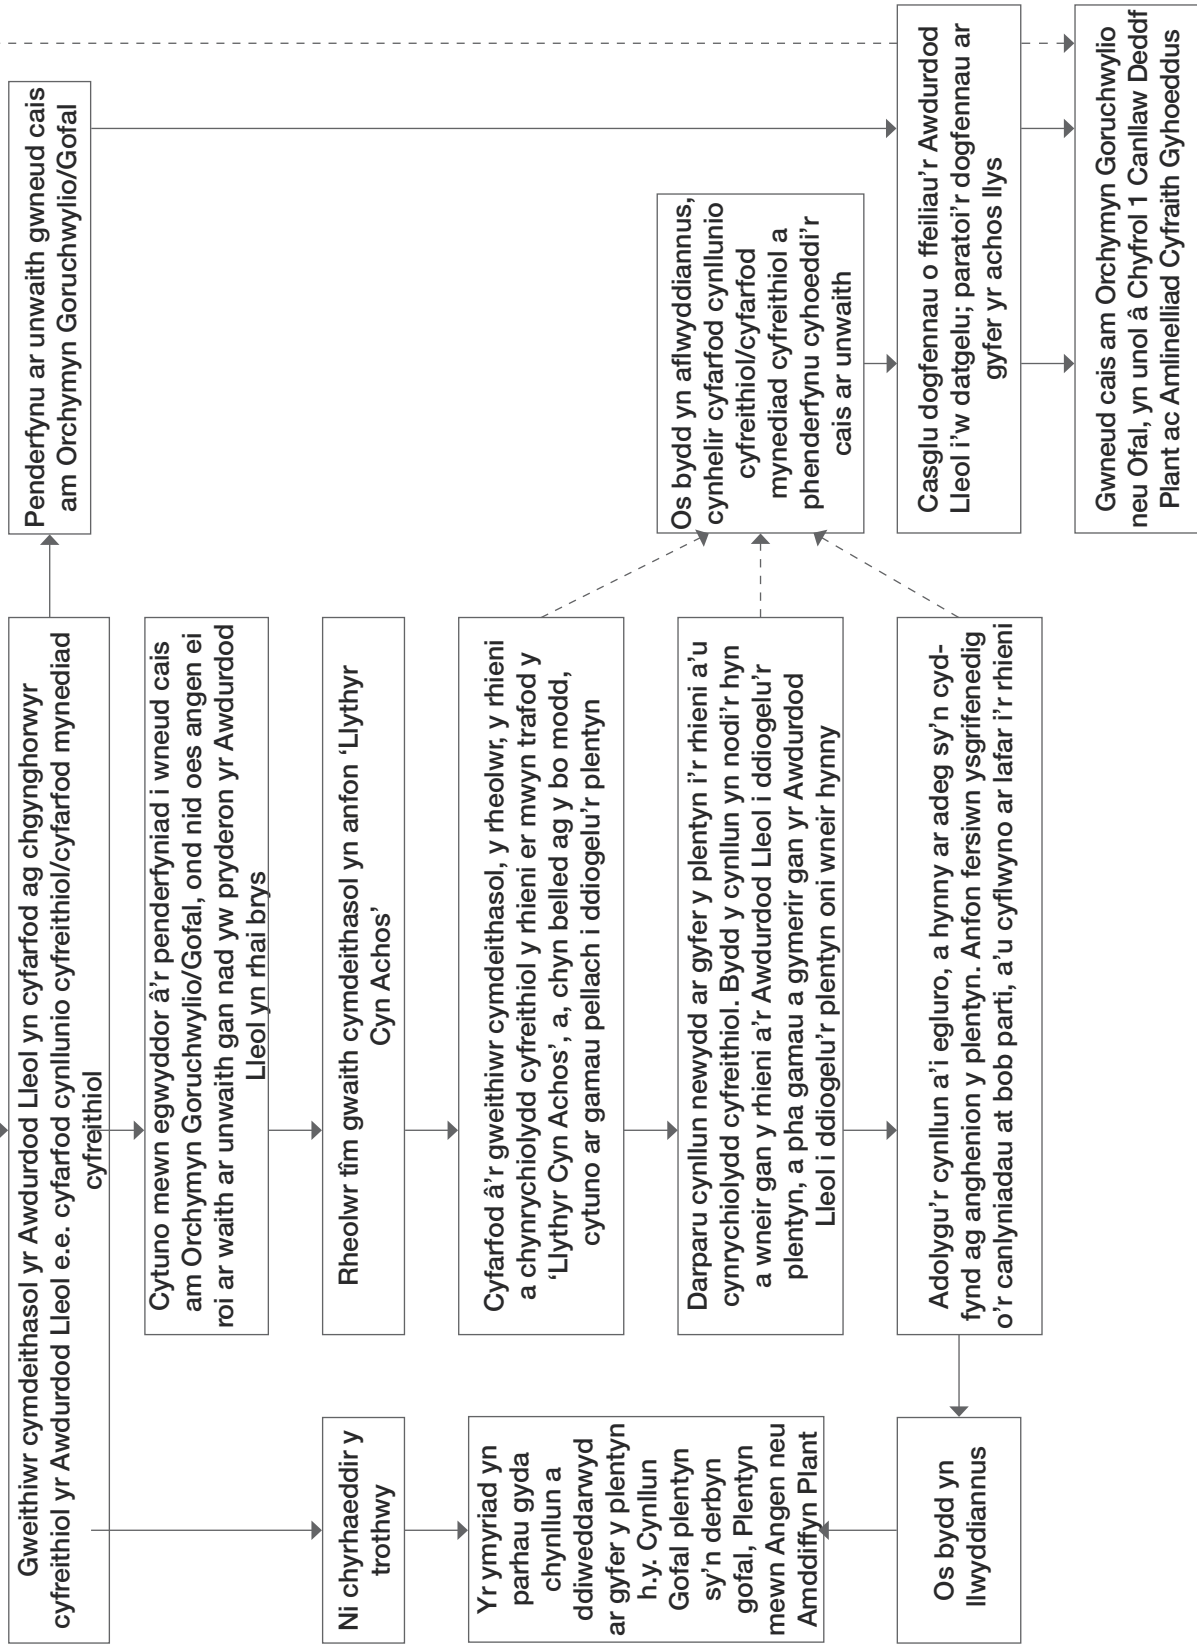 Gweithiwr cymdeithasol yr Awdurdod Lleol yn cyfarfod ag chgynghorwyr
cyfreithiol yr Awdurdod Lleol e.e. cyfarfod cynllunio cyfreithiol/cyfarfod mynediad
cyfreithiol
Penderfynu ar unwaith gwneud cais
am Orchymyn Goruchwylio/Gofal
Cytuno mewn egwyddor â'r penderfyniad i wneud cais
am Orchymyn Goruchwylio/Gofal, ond nid oes angen ei
roi ar waith ar unwaith gan nad yw pryderon yr Awdurdod
Lleol yn rhai brys
Ni chyrhaeddir y
trothwy
Rheolwr tîm gwaith cymdeithasol yn anfon ‘Llythyr
Cyn Achos’
Yr rymyriad yn
parhau gyda
chynllun a
ddiweddarwyd
ar gyfer y plentyn
h.y. Cynllun
Gofal plentyn
sy’n derbyn
gofal, Plentyn
mewn Angen neu
Amddiffyn Plant
Cyfarfod â’r gweithiwr cymdeithasol, y rheolwr, y rhieni
a chynrychiolydd cyfreithiol y rhieni er mwyn trafod y
‘Llythyr Cyn Achos’, a, chyn belled ag y bo modd,
cytuno ar gamau pellach i ddiogelu’r plentyn
Darparu cynllun newydd ar gyfer y plentyn i’r rhieni a’u
cynrychiolydd cyfreithiol. Bydd y cynllun yn nodi’r hyn
a wneir gan y rhieni a’r Awdurdod Lleol i ddiogelu’r
plentyn, a pha gamau a gymerir gan yr Awdurdod
Lleol i ddiogelu’r plentyn oni wneir hynny
Os bydd yn aflwyddiannus,
cynhelir cyfarfod cynllunio
cyfreithiol/cyfarfod
mynediad cyfreithiol a
phenderfynu cyhoeddi’r
cais ar unwaith
Os bydd yn
llwyddiannus
Adolygu’r cynllun a’i egluro, a hynny ar adeg sy’n cyd-
fynd ag anghenion y plentyn. Anfon fersiwn ysgrifenedig
o’r canlyniadau at bob parti, a’u cyflwyno ar lafar i’r rhieni
Casglu dogfennau o ffeiliau’r Awdurdod
Lleol i’w datgelu; paratoi’r dogfennau ar
gyfer yr achos llys
Gwneud cais am Orchymyn Goruchwylio
neu Ofal, yn unol â Chyfrol 1 Canllaw Deddf
Plant ac Amlinelliad Cyfraith Gyhoeddus